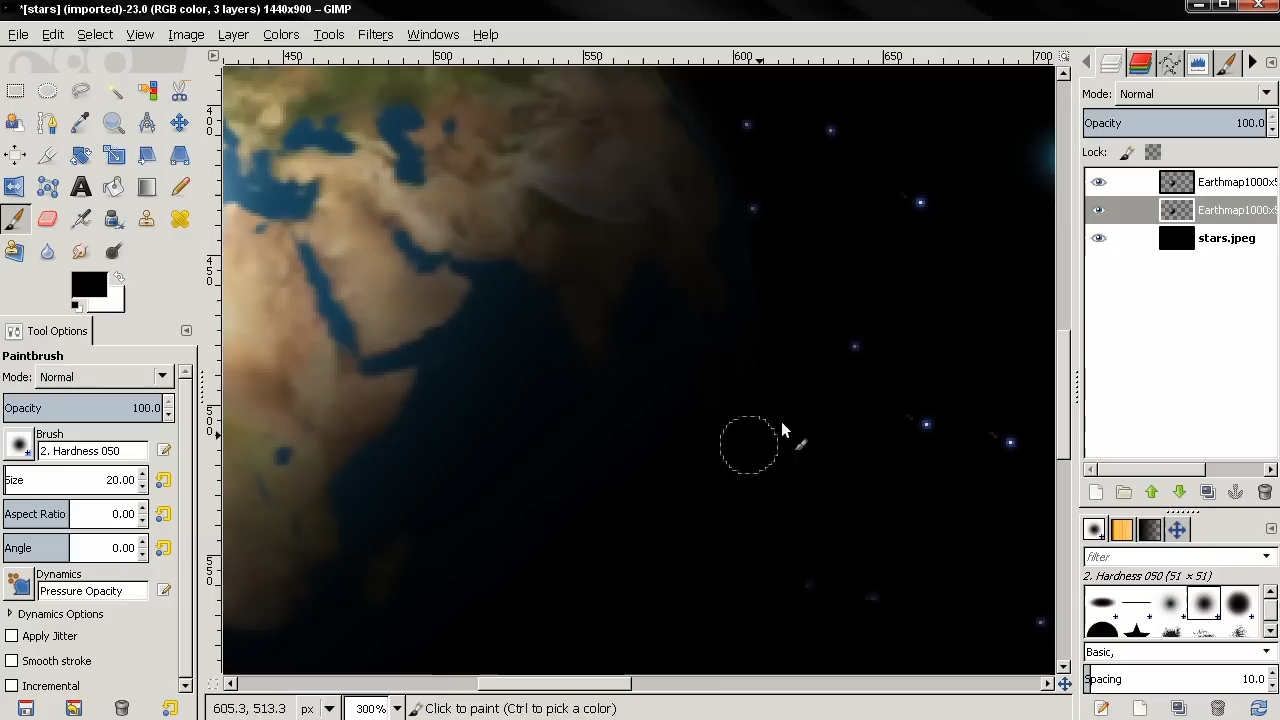 *[stars] (imported)-23.0 (RGB color, 3 layers) 1440x900 – GIMP
File Edit Select View Image Layer Colors Tools Filters Windows Help
450 500 550 600 650 700
400
450
500
550
Tool Options
Paintbrush
Mode: Normal
Opacity 100.0
Brush
2. Hardness 050
Size 20.00
Aspect Ratio 0.00
Angle 0.00
Dynamics
Pressure Opacity
Dynamics Options
Apply Jitter
Smooth stroke
Incremental
605.3, 513.3 px 300% Click to paint (Ctrl to pick a color)
Mode: Normal
Opacity 100.0
Lock:
Earthmap1000x5
Earthmap1000x5
stars.jpeg
filter
2. Hardness 050 (51 × 51)
Basic,
Spacing 10.0